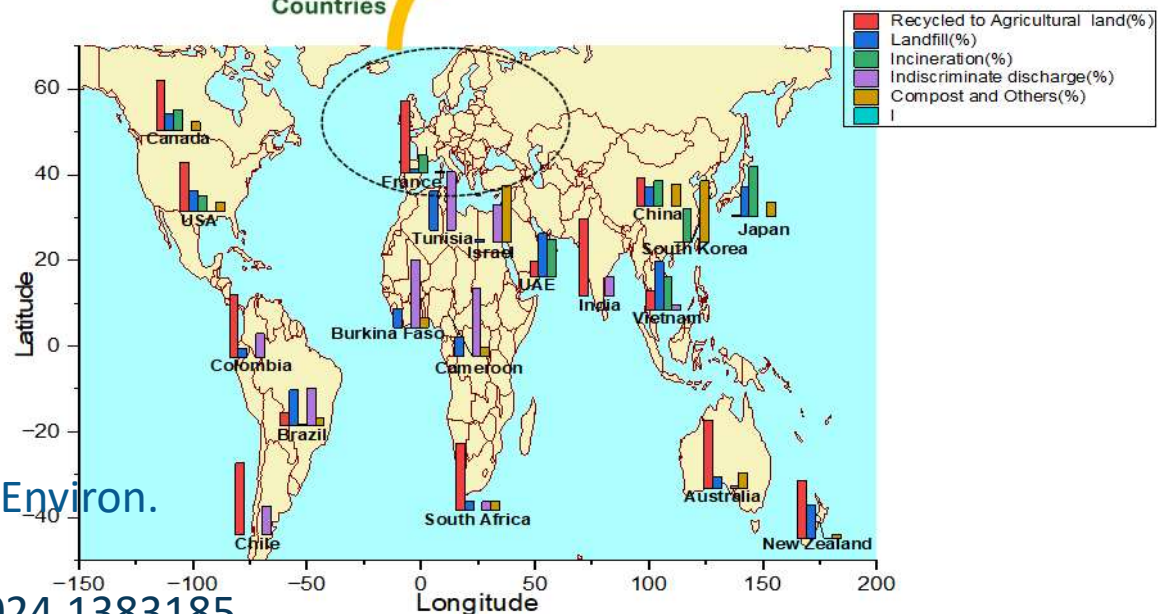 Countries
Recycled to Agricultural land(%)
Landfill(%)
Incineration(%)
Indiscriminate discharge(%)
Compost and Others(%)
I
Latitude
60
40
20
0
−20
−40
Canada
USA
France
Tunisia
Israel
UAE
China
South Korea
Japan
India
Vietnam
Burkina Faso
Cameroon
Colombia
Brazil
Chile
South Africa
Australia
New Zealand
Environ.
−150 −100 −50 0 50 100 150 200
Longitude
024.1383185